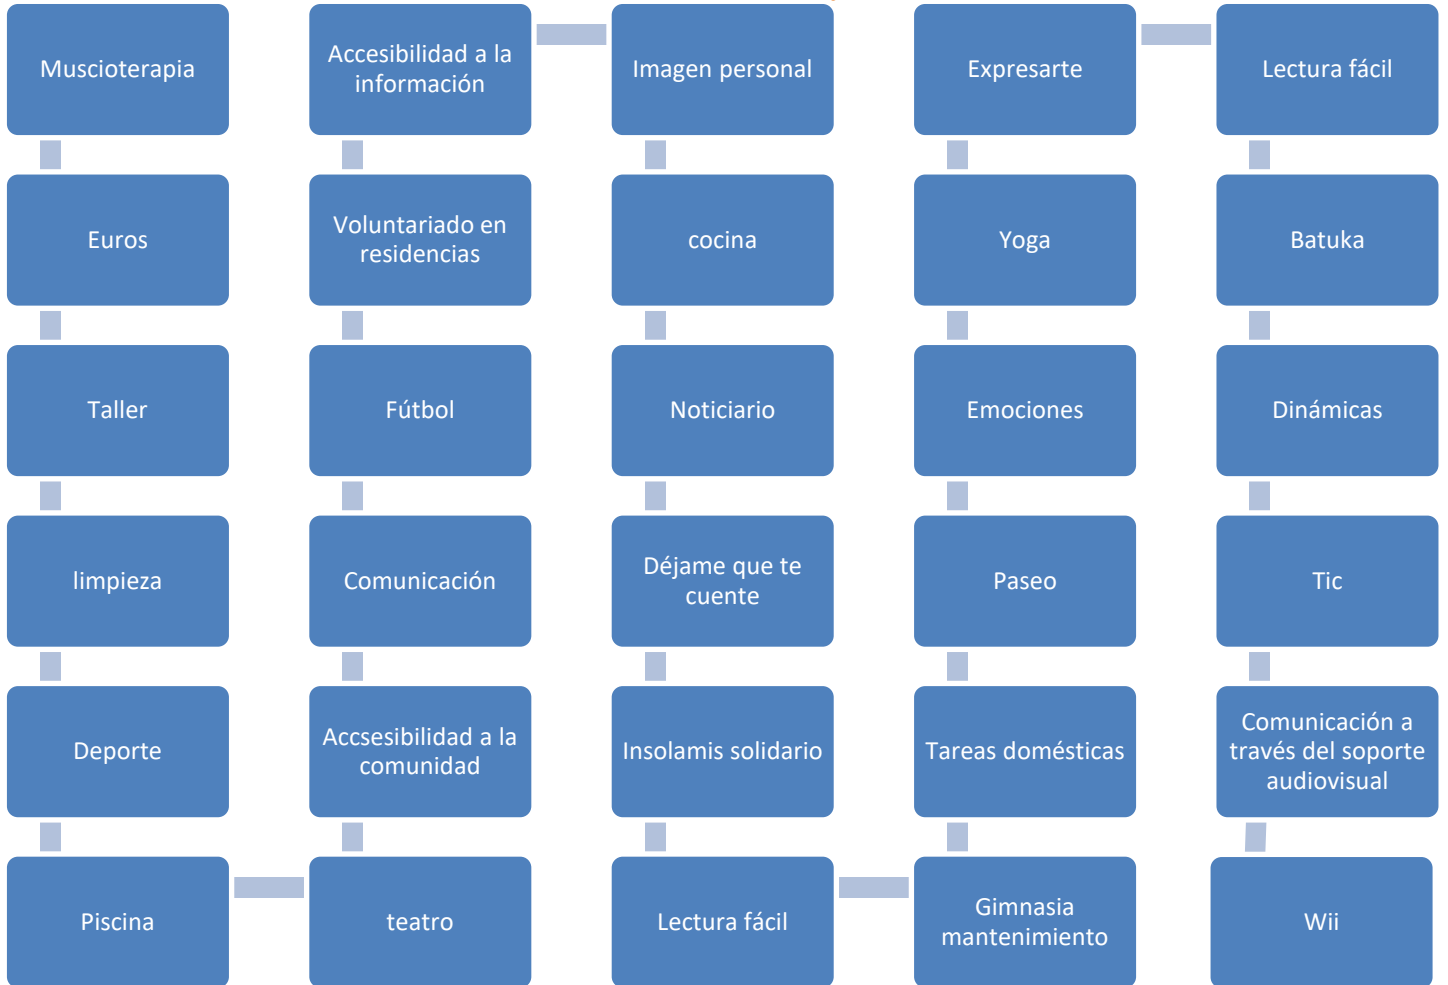 Muscioterapia
Euros
Taller
limpieza
Deporte
Piscina
teatro
Accsesibilidad a la
comunidad
Comunicación
Fútbol
Voluntariado en
residencias
Accesibilidad a la
información
Imagen personal
cocina
Noticiario
Déjame que te
cuente
Insolamis solidario
Lectura fácil
Gimnasia
mantenimiento
Tareas domésticas
Paseo
Emociones
Yoga
Expresarte
Lectura fácil
Batuka
Dinámicas
Tic
Comunicación a
través del soporte
audiovisual
Wii